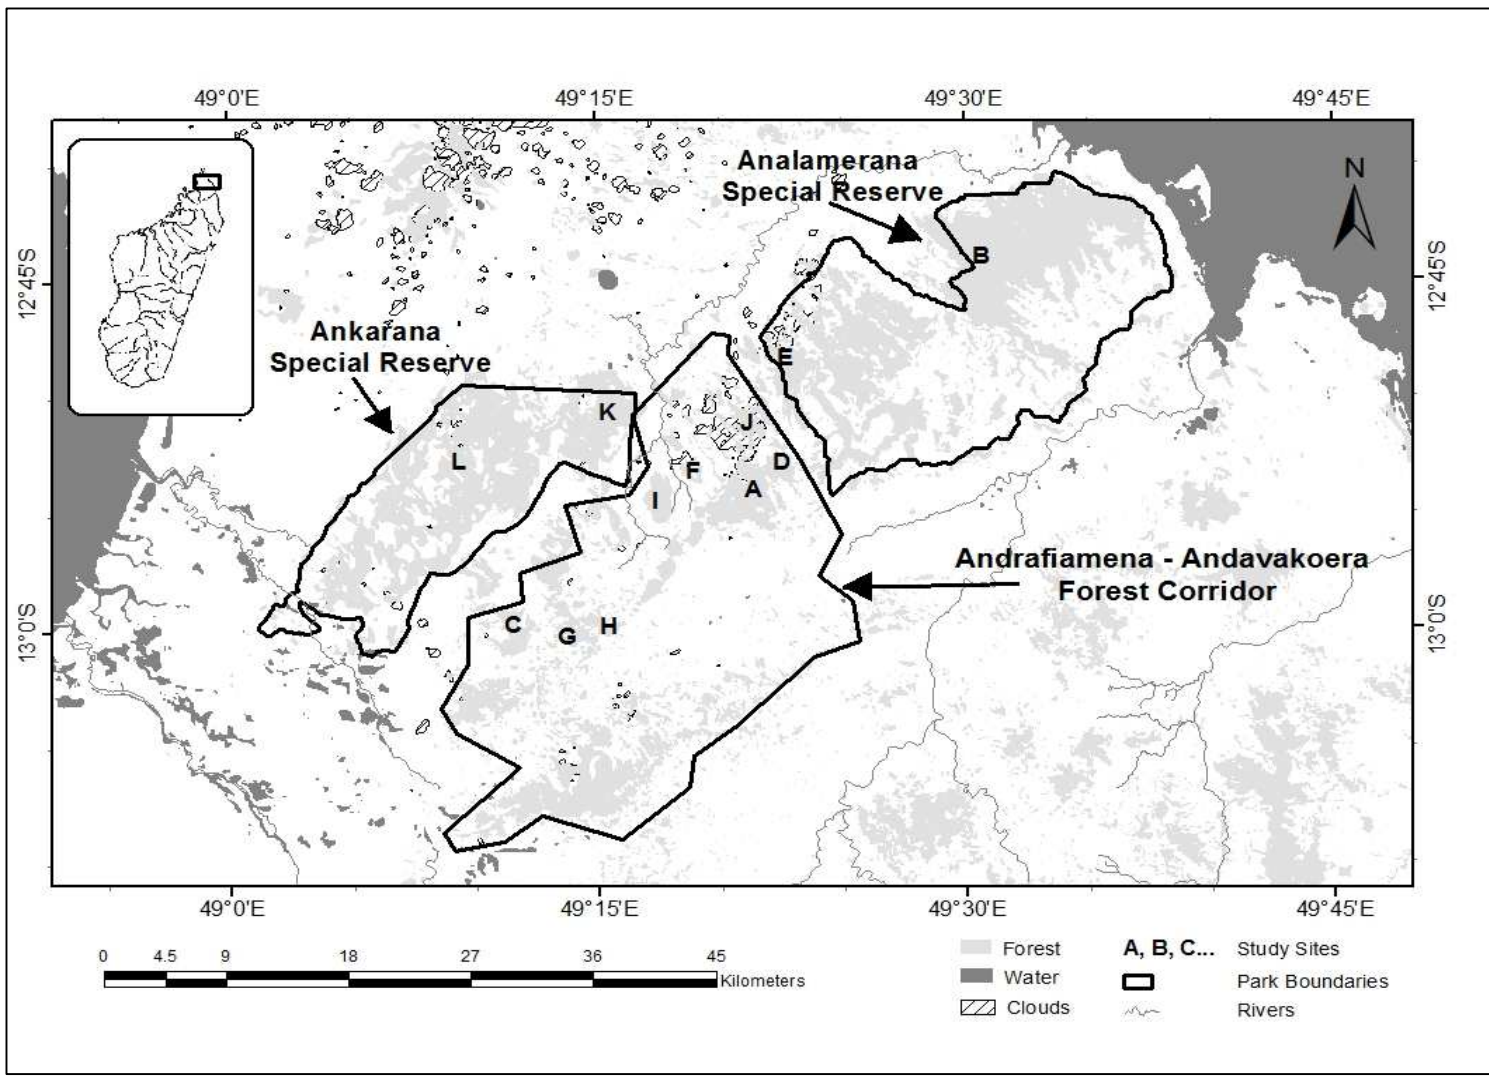 49°0'E 49°15'E 49°30'E 49°45'E
Analamerana
Special Reserve
N
B
12°45'S 12°45'S
Ankarana
Special Reserve
E
K
J
L
F
D
A
I
Andrafiamena - Andavakoera
Forest Corridor
C
G
H
13°0'S 13°0'S
49°0'E 49°15'E 49°30'E 49°45'E
0 4.5 9 18 27 36 45
Kilometers
Forest A, B, C... Study Sites
Water Park Boundaries
Clouds Rivers